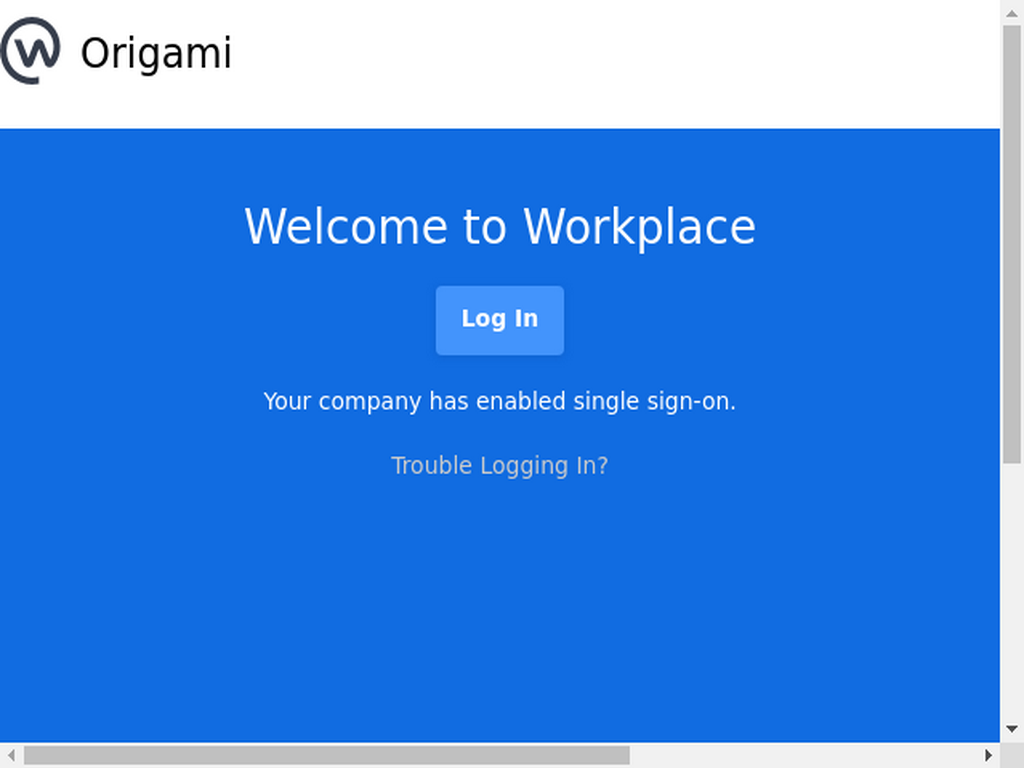 Origami
Welcome to Workplace
Log In
Your company has enabled single sign-on.
Trouble Logging In?